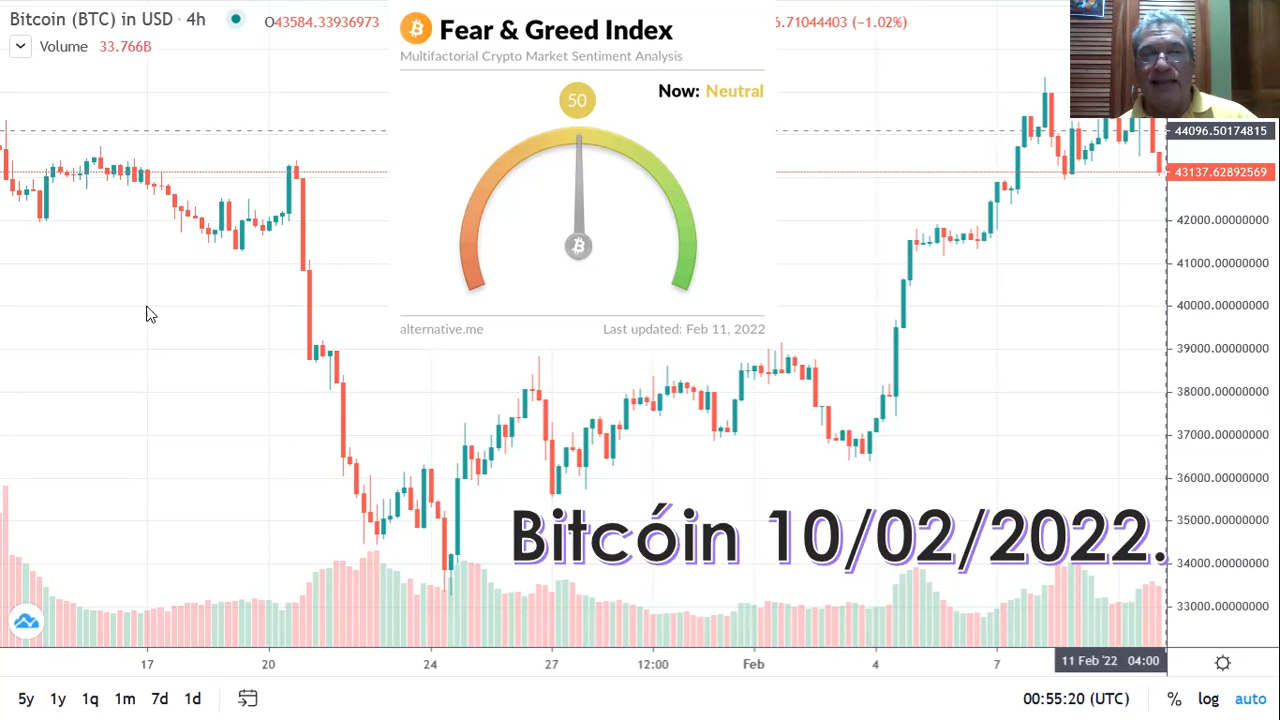 Bitcoin (BTC) in USD · 4h
O43584.33936973
6.71044403 (−1.02%)
Volume 33.766B
Fear & Greed Index
Multifactorial Crypto Market Sentiment Analysis
Now: Neutral
50
alternative.me
Last updated: Feb 11, 2022
44096.50174815
43137.62892569
42000.00000000
41000.00000000
40000.00000000
39000.00000000
38000.00000000
37000.00000000
36000.00000000
35000.00000000
34000.00000000
33000.00000000
Bitcóin 10/02/2022.
17 20 24 27 12:00 Feb 4 7 11 Feb '22 04:00
5y 1y 1q 1m 7d 1d
00:55:20 (UTC) % log auto